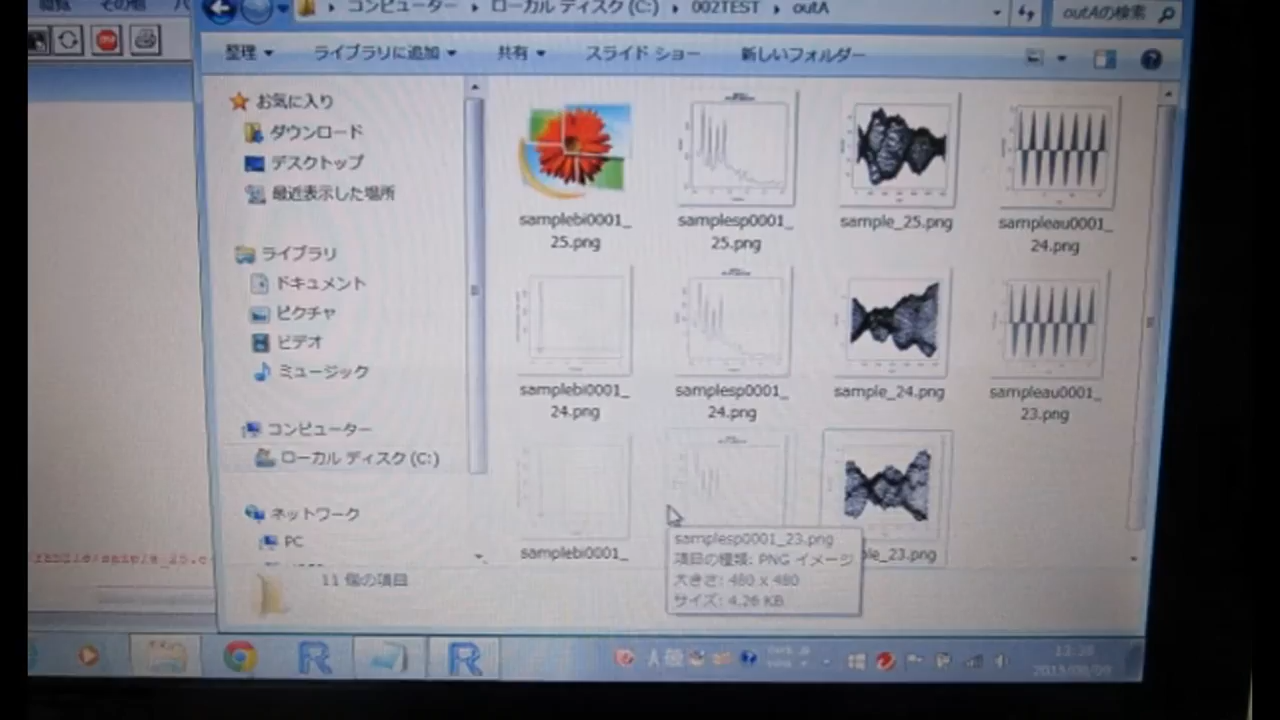 閲覧 その他
コンピューター ▸ ローカル ディスク (C:) ▸ 002TEST ▸ outA
outAの検索
整理 ライブラリに追加 共有 スライド ショー 新しいフォルダー
お気に入り
ダウンロード
デスクトップ
最近表示した場所
ライブラリ
ドキュメント
ピクチャ
ビデオ
ミュージック
コンピューター
ローカル ディスク (C:)
ネットワーク
PC
samplebi0001_
25.png
samplesp0001_
25.png
sample_25.png
sampleau0001_
24.png
samplebi0001_
24.png
samplesp0001_
24.png
sample_24.png
sampleau0001_
23.png
samplebi0001_
le_23.png
samplesp0001_23.png
項目の種類: PNG イメージ
大きさ: 480 x 480
サイズ: 4.26 KB
11 個の項目
A 般